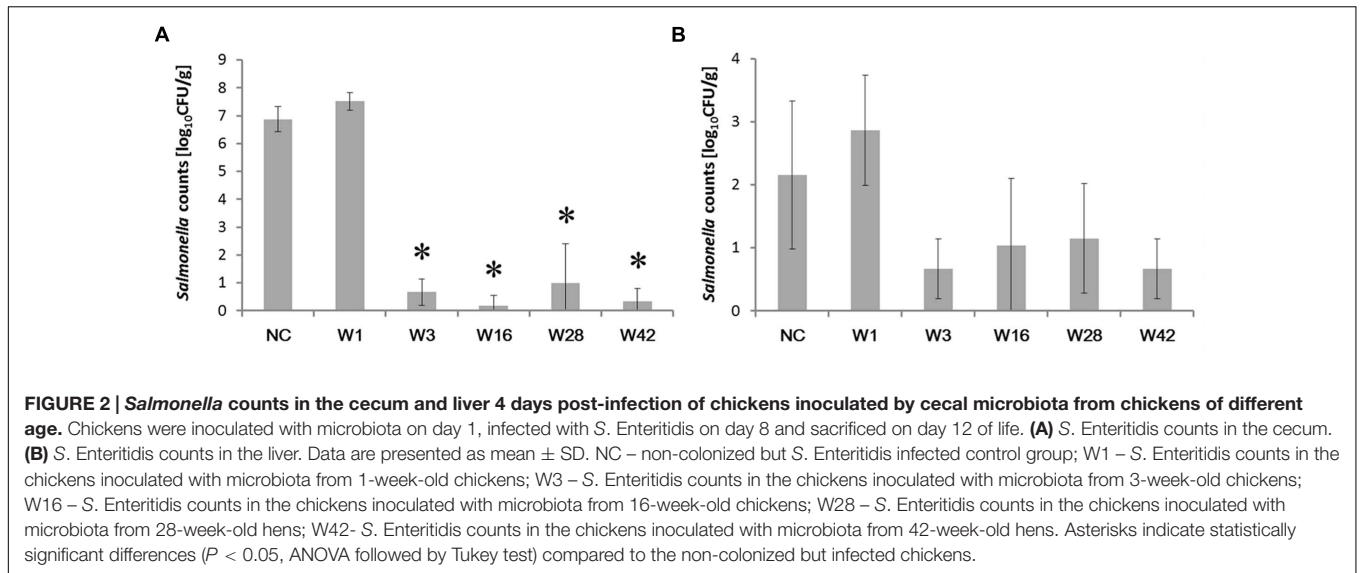 A
Salmonella counts [log₁₀CFU/g]
9
8
7
6
5
4
3
2
1
0
* * * *
NC W1 W3 W16 W28 W42
B
Salmonella counts [log₁₀CFU/g]
4
3
2
1
0
NC W1 W3 W16 W28 W42
FIGURE 2 | Salmonella counts in the cecum and liver 4 days post-infection of chickens inoculated by cecal microbiota from chickens of different
age. Chickens were inoculated with microbiota on day 1, infected with S. Enteritidis on day 8 and sacrificed on day 12 of life. (A) S. Enteritidis counts in the cecum.
(B) S. Enteritidis counts in the liver. Data are presented as mean ± SD. NC – non-colonized but S. Enteritidis infected control group; W1 – S. Enteritidis counts in the
chickens inoculated with microbiota from 1-week-old chickens; W3 – S. Enteritidis counts in the chickens inoculated with microbiota from 3-week-old chickens;
W16 – S. Enteritidis counts in the chickens inoculated with microbiota from 16-week-old chickens; W28 – S. Enteritidis counts in the chickens inoculated with
microbiota from 28-week-old hens; W42- S. Enteritidis counts in the chickens inoculated with microbiota from 42-week-old hens. Asterisks indicate statistically
significant differences (P < 0.05, ANOVA followed by Tukey test) compared to the non-colonized but infected chickens.